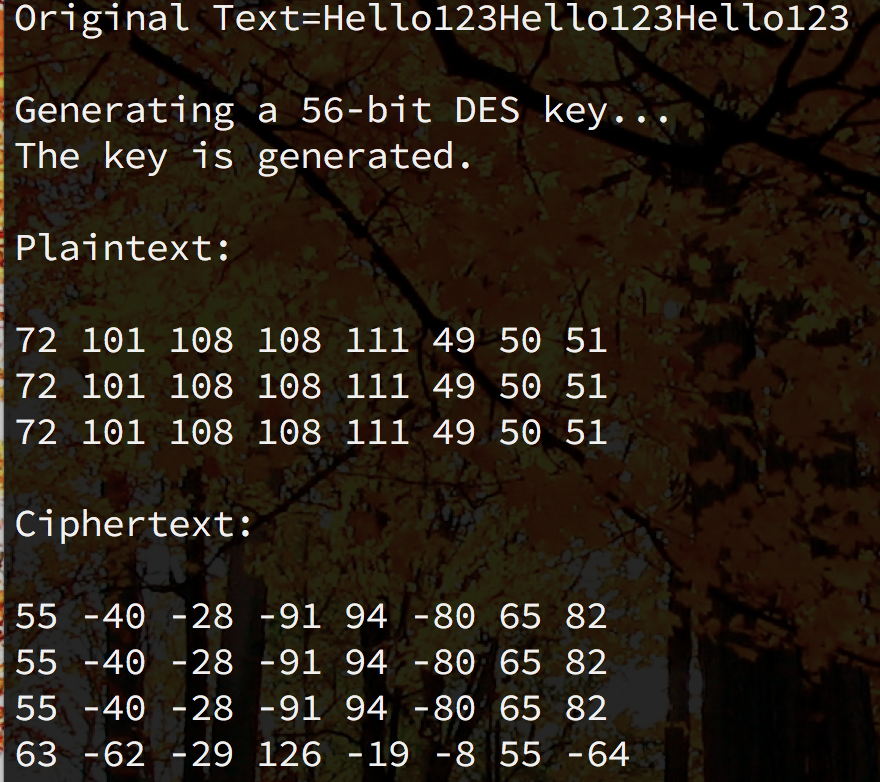 Original Text=Hello123Hello123Hello123
Generating a 56-bit DES key...
The key is generated.
Plaintext:
72 101 108 108 111 49 50 51
72 101 108 108 111 49 50 51
72 101 108 108 111 49 50 51
Ciphertext:
55 -40 -28 -91 94 -80 65 82
55 -40 -28 -91 94 -80 65 82
55 -40 -28 -91 94 -80 65 82
63 -62 -29 126 -19 -8 55 -64